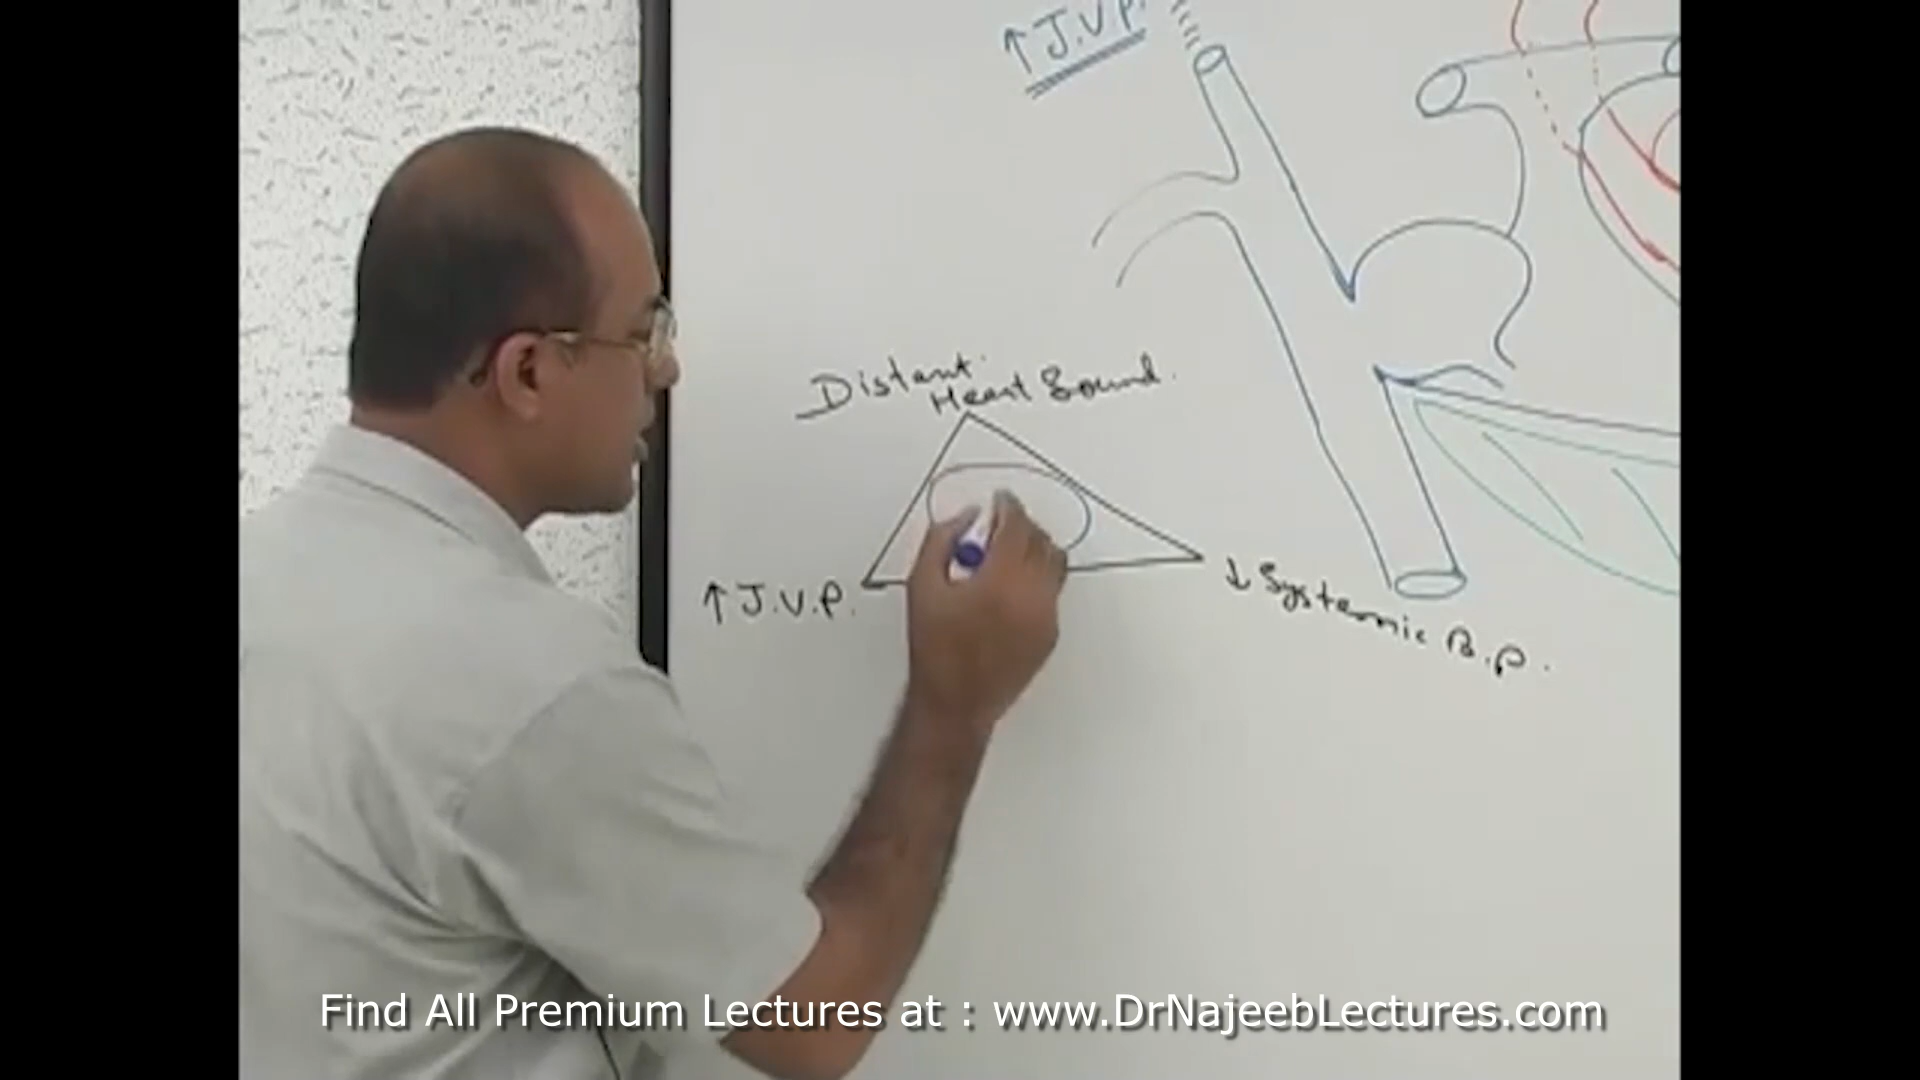 ↑ J.V.P.
Distant
Heart Sound.
↑ J.V.P.
↓ Systemic B.P.
Find All Premium Lectures at : www.DrNajeebLectures.com